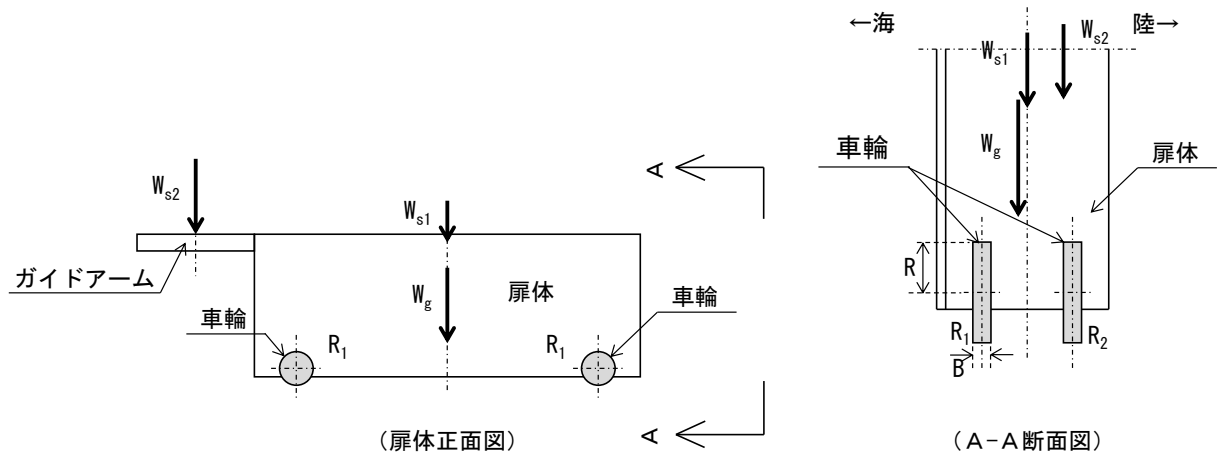 W_s2
W_s1
W_g
扉体
ガイドアーム
車輪
車輪
R_1
R_1
A
A
(扉体正面図)
←海
陸→
W_s1
W_s2
W_g
車輪
扉体
R
R_1
R_2
B
(A-A断面図)